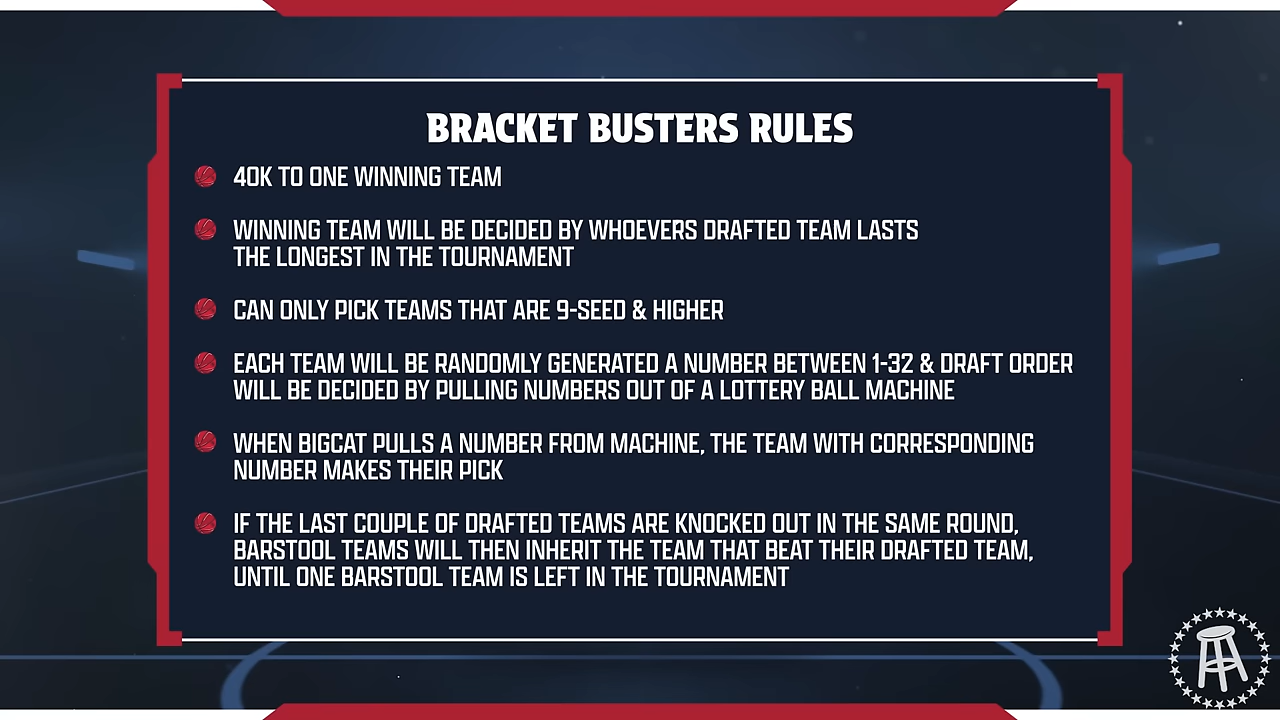 BRACKET BUSTERS RULES
40K TO ONE WINNING TEAM
WINNING TEAM WILL BE DECIDED BY WHOEVERS DRAFTED TEAM LASTS
THE LONGEST IN THE TOURNAMENT
CAN ONLY PICK TEAMS THAT ARE 9-SEED & HIGHER
EACH TEAM WILL BE RANDOMLY GENERATED A NUMBER BETWEEN 1-32 & DRAFT ORDER
WILL BE DECIDED BY PULLING NUMBERS OUT OF A LOTTERY BALL MACHINE
WHEN BIGCAT PULLS A NUMBER FROM MACHINE, THE TEAM WITH CORRESPONDING
NUMBER MAKES THEIR PICK
IF THE LAST COUPLE OF DRAFTED TEAMS ARE KNOCKED OUT IN THE SAME ROUND,
BARSTOOL TEAMS WILL THEN INHERIT THE TEAM THAT BEAT THEIR DRAFTED TEAM,
UNTIL ONE BARSTOOL TEAM IS LEFT IN THE TOURNAMENT